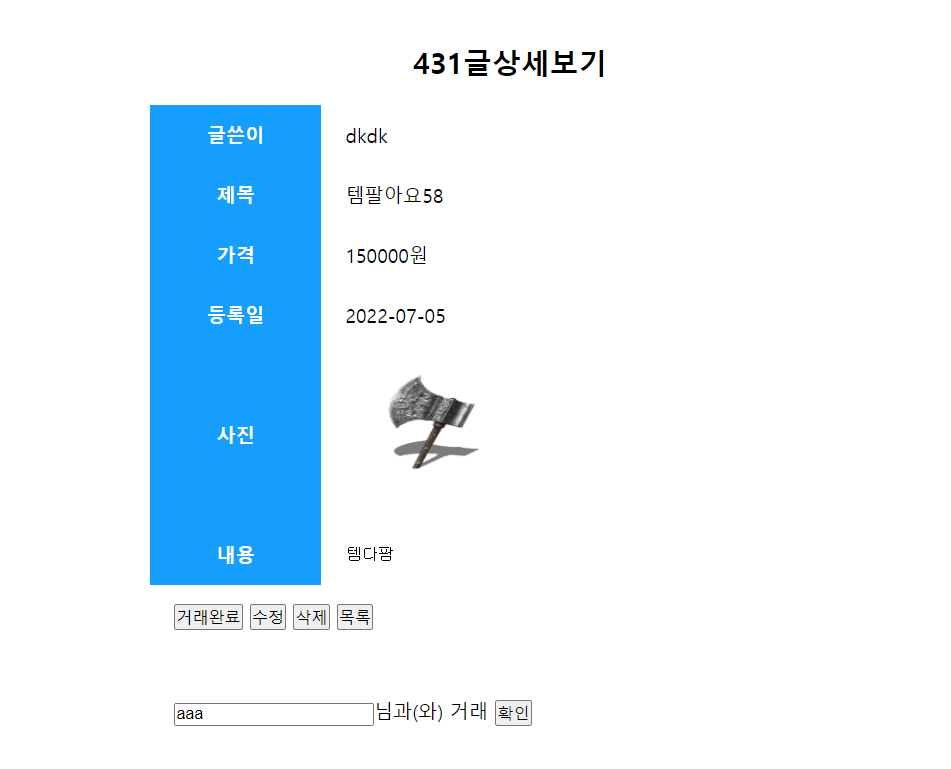 431글상세보기
글쓴이 dkdk
제목 템팔아요58
가격 150000원
등록일 2022-07-05
사진
내용 템다팜
거래완료 수정 삭제 목록
aaa 님과(와) 거래 확인